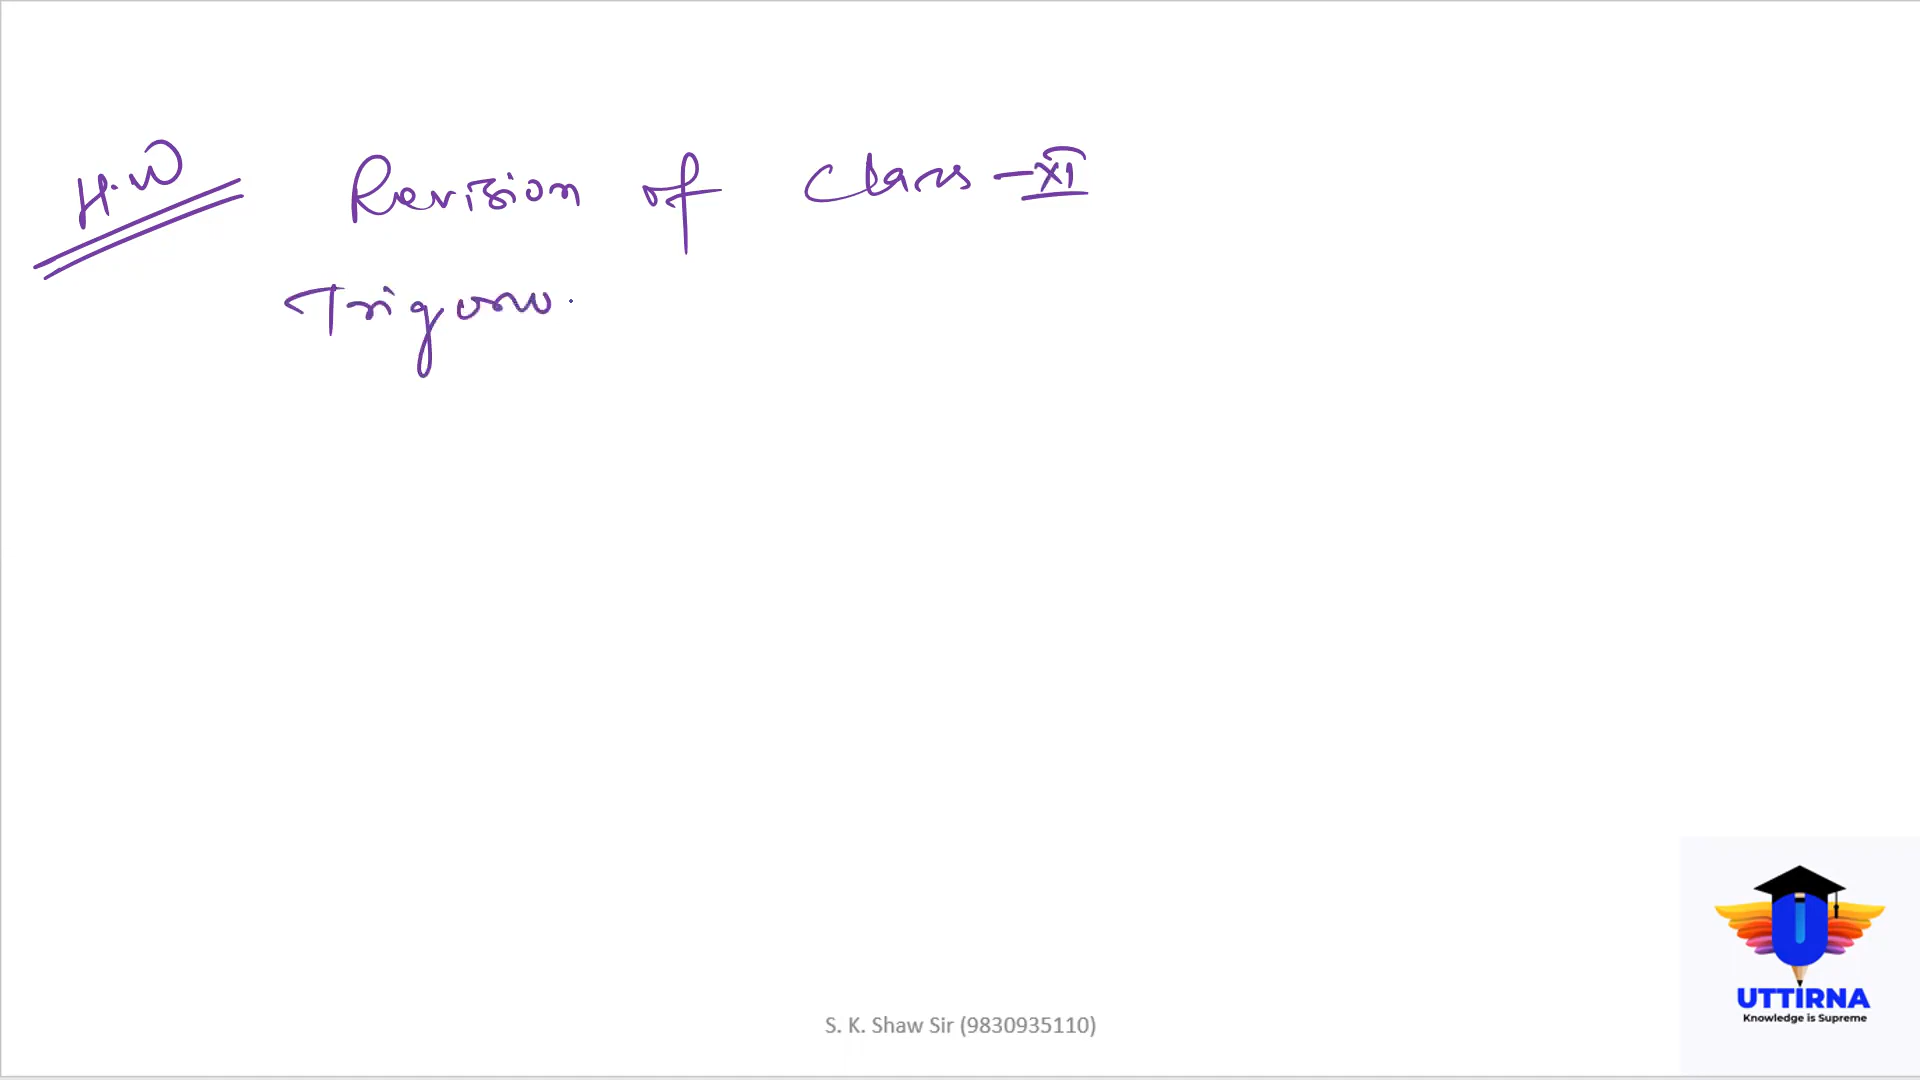 H.W Revision of Class - XI
Trigono.
S. K. Shaw Sir (9830935110)
UTTIRNA
Knowledge is Supreme